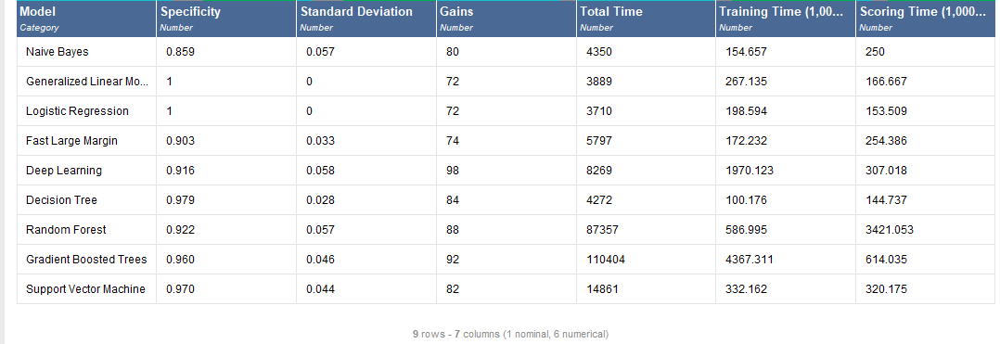 Model Specificity Standard Deviation Gains Total Time Training Time (1,00... Scoring Time (1,000...
Category Number Number Number Number Number Number
Naive Bayes 0.859 0.057 80 4350 154.657 250
Generalized Linear Mo... 1 0 72 3889 267.135 166.667
Logistic Regression 1 0 72 3710 198.594 153.509
Fast Large Margin 0.903 0.033 74 5797 172.232 254.386
Deep Learning 0.916 0.058 98 8269 1970.123 307.018
Decision Tree 0.979 0.028 84 4272 100.176 144.737
Random Forest 0.922 0.057 88 87357 586.995 3421.053
Gradient Boosted Trees 0.960 0.046 92 110404 4367.311 614.035
Support Vector Machine 0.970 0.044 82 14861 332.162 320.175
9 rows - 7 columns (1 nominal, 6 numerical)